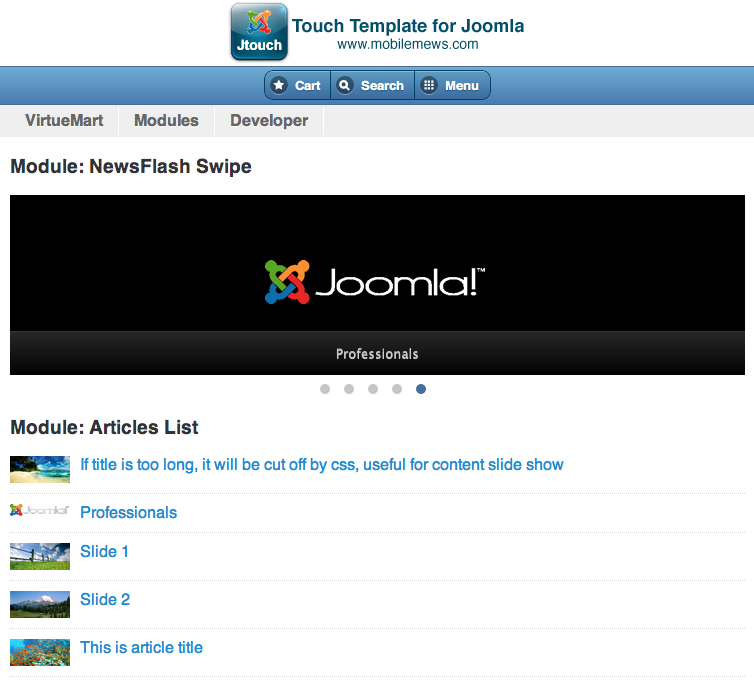 Jtouch
Touch Template for Joomla
www.mobilemews.com
Cart Search Menu
VirtueMart Modules Developer
Module: NewsFlash Swipe
Joomla!™
Professionals
Module: Articles List
If title is too long, it will be cut off by css, useful for content slide show
Joomla!
Professionals
Slide 1
Slide 2
This is article title